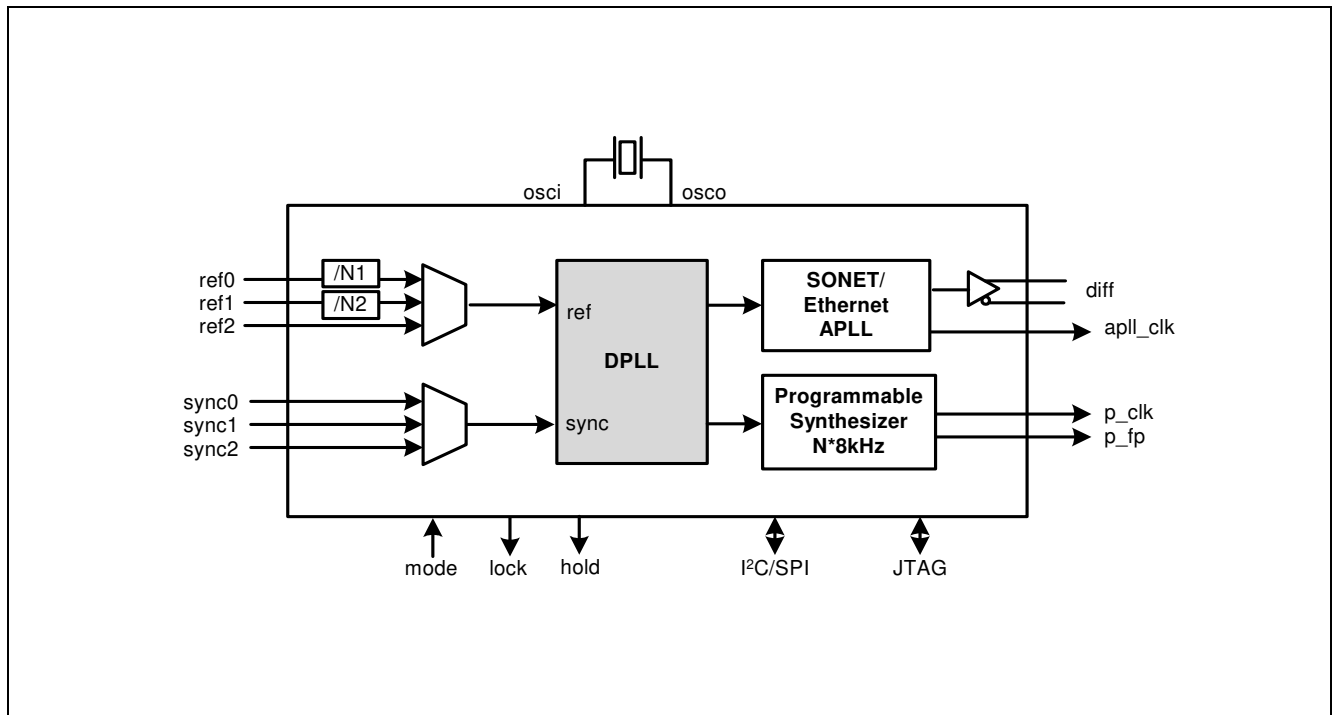 osci
osco
ref0
/N1
ref1
/N2
ref2
ref
DPLL
sync
sync0
sync1
sync2
SONET/
Ethernet
APLL
diff
apll_clk
Programmable
Synthesizer
N*8kHz
p_clk
p_fp
mode
lock
hold
I²C/SPI
JTAG